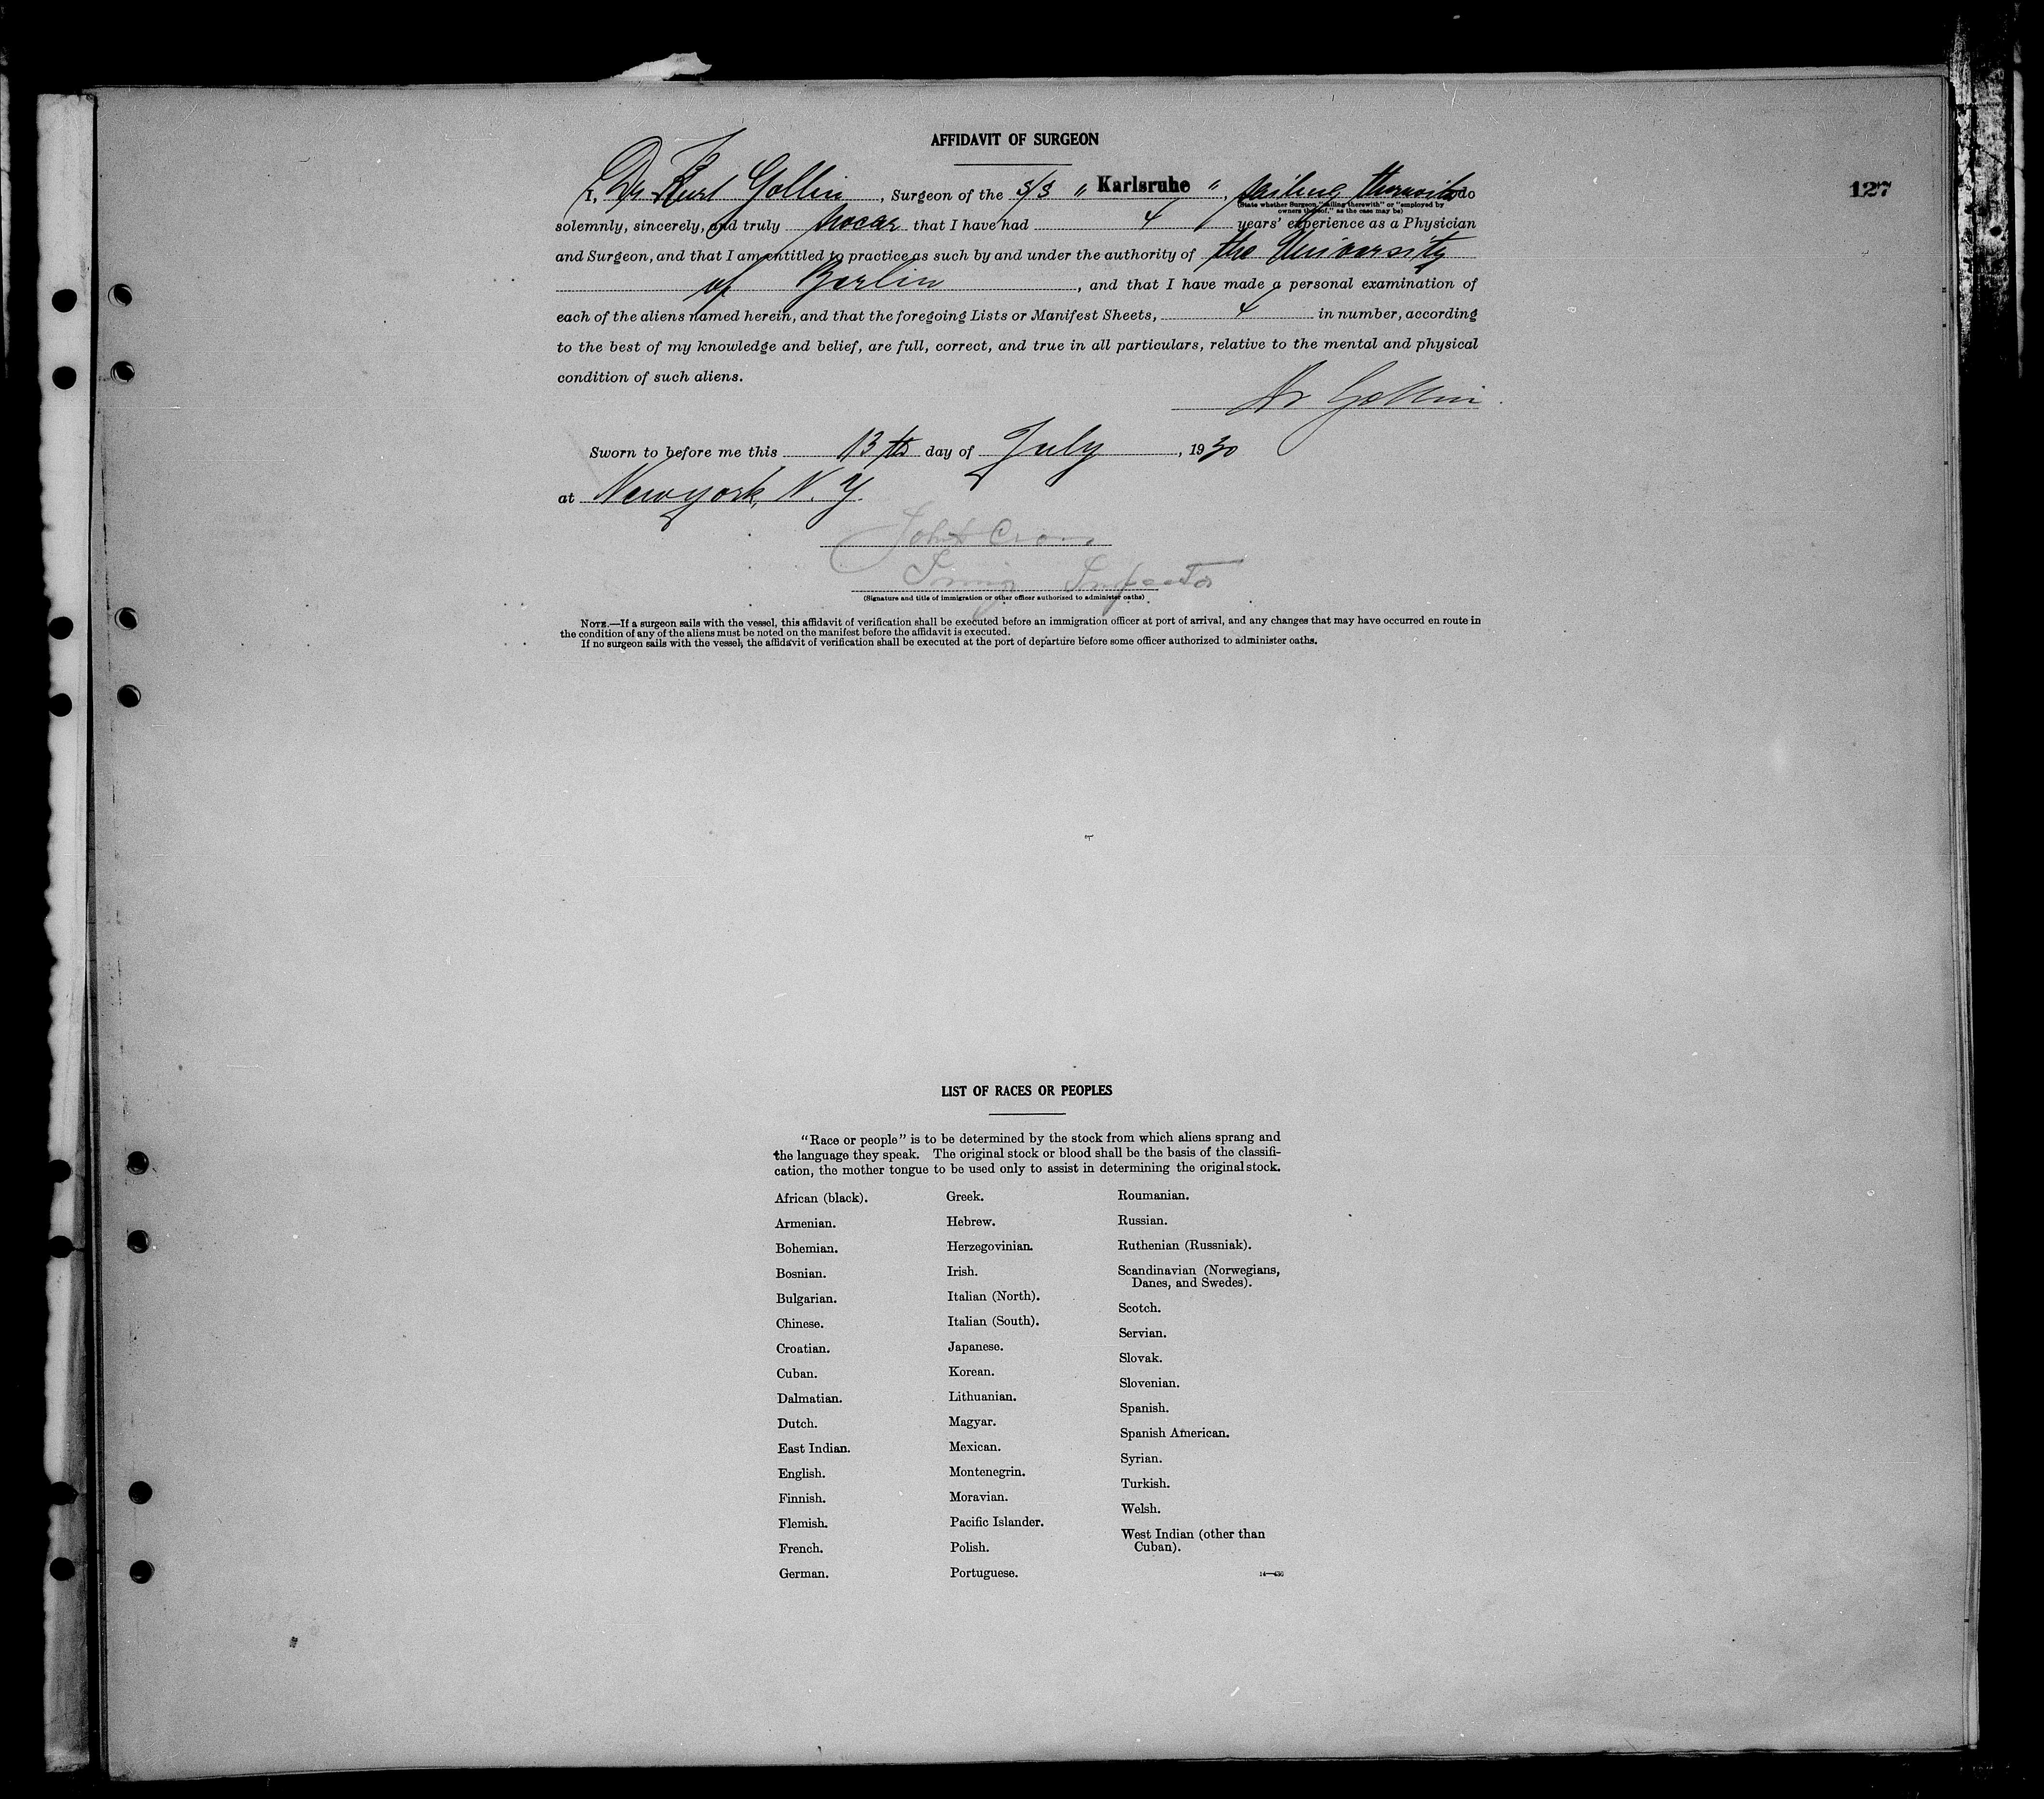 AFFIDAVIT OF SURGEON
127
I, Dr. Kurt Gollin, Surgeon of the S/S „ Karlsruhe ", sailing therewith do
(State whether Surgeon "sailing therewith" or "employed by
owners thereof," as the case may be)
solemnly, sincerely, and truly swear that I have had 4 years' experience as a Physician
and Surgeon, and that I am entitled to practice as such by and under the authority of the University
of Berlin, and that I have made a personal examination of
each of the aliens named herein, and that the foregoing Lists or Manifest Sheets, 4 in number, according
to the best of my knowledge and belief, are full, correct, and true in all particulars, relative to the mental and physical
condition of such aliens.
Dr Gollin
Sworn to before me this 13th day of July, 1930
at New York, N.Y.
John
Immig Inspector
(Signature and title of immigration or other officer authorized to administer oaths)
NOTE.—If a surgeon sails with the vessel, this affidavit of verification shall be executed before an immigration officer at port of arrival, and any changes that may have occurred en route in
the condition of any of the aliens must be noted on the manifest before the affidavit is executed.
If no surgeon sails with the vessel, the affidavit of verification shall be executed at the port of departure before some officer authorized to administer oaths.
LIST OF RACES OR PEOPLES
"Race or people" is to be determined by the stock from which aliens sprang and
the language they speak. The original stock or blood shall be the basis of the classifi-
cation, the mother tongue to be used only to assist in determining the original stock.
African (black).
Armenian.
Bohemian.
Bosnian.
Bulgarian.
Chinese.
Croatian.
Cuban.
Dalmatian.
Dutch.
East Indian.
English.
Finnish.
Flemish.
French.
German.
Greek.
Hebrew.
Herzegovinian.
Irish.
Italian (North).
Italian (South).
Japanese.
Korean.
Lithuanian.
Magyar.
Mexican.
Montenegrin.
Moravian.
Pacific Islander.
Polish.
Portuguese.
Roumanian.
Russian.
Ruthenian (Russniak).
Scandinavian (Norwegians,
Danes, and Swedes).
Scotch.
Servian.
Slovak.
Slovenian.
Spanish.
Spanish American.
Syrian.
Turkish.
Welsh.
West Indian (other than
Cuban).